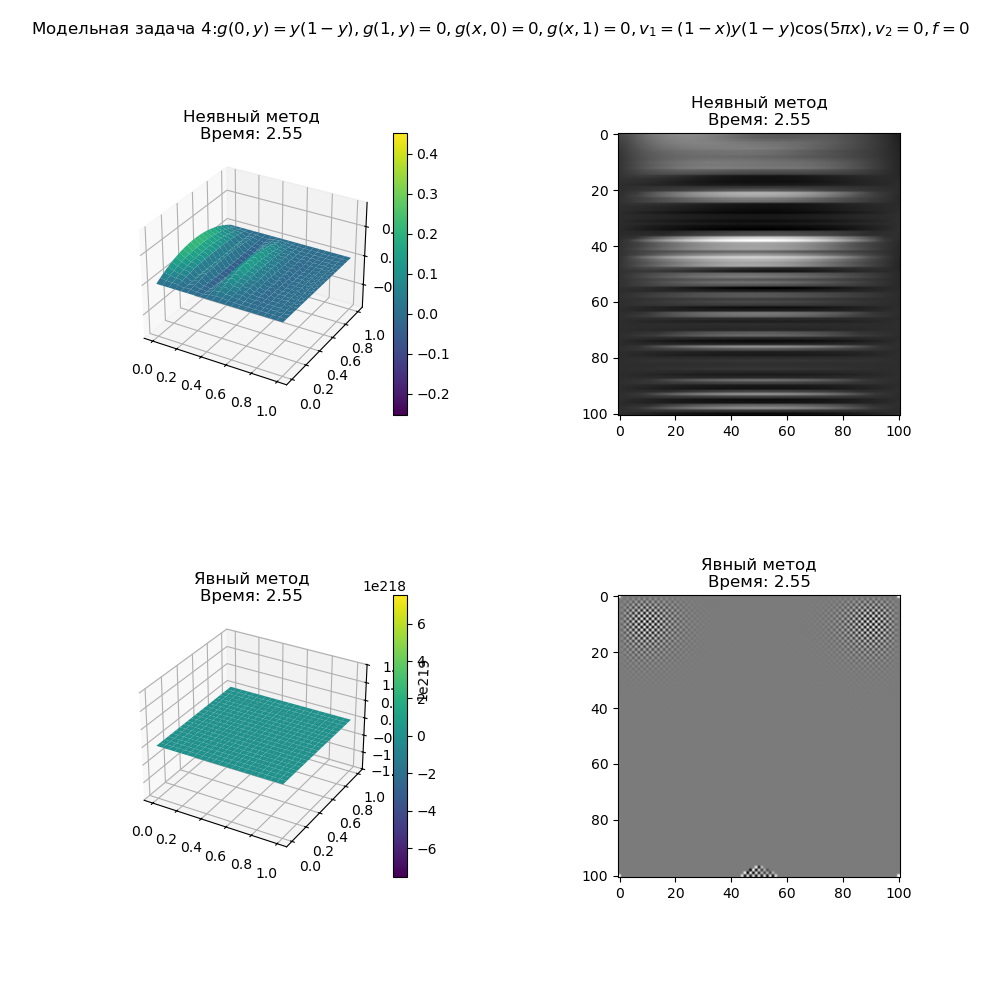 Модельная задача 4:g(0, y) = y(1 − y), g(1, y) = 0, g(x, 0) = 0, g(x, 1) = 0, v₁ = (1 − x)y(1 − y)cos(5πx), v₂ = 0, f = 0
Неявный метод
Время: 2.55
0.4
0.3
0.2
0.1
0.0
−0.1
−0.2
0.0 0.2 0.4 0.6 0.8 1.0
0.0 0.2 0.4 0.6 0.8 1.0
Неявный метод
Время: 2.55
0
20
40
60
80
100
0 20 40 60 80 100
Явный метод
Время: 2.55
1e218
6
4
2
0
−2
−4
−6
1e219
0.0 0.2 0.4 0.6 0.8 1.0
0.0 0.2 0.4 0.6 0.8 1.0
Явный метод
Время: 2.55
0
20
40
60
80
100
0 20 40 60 80 100